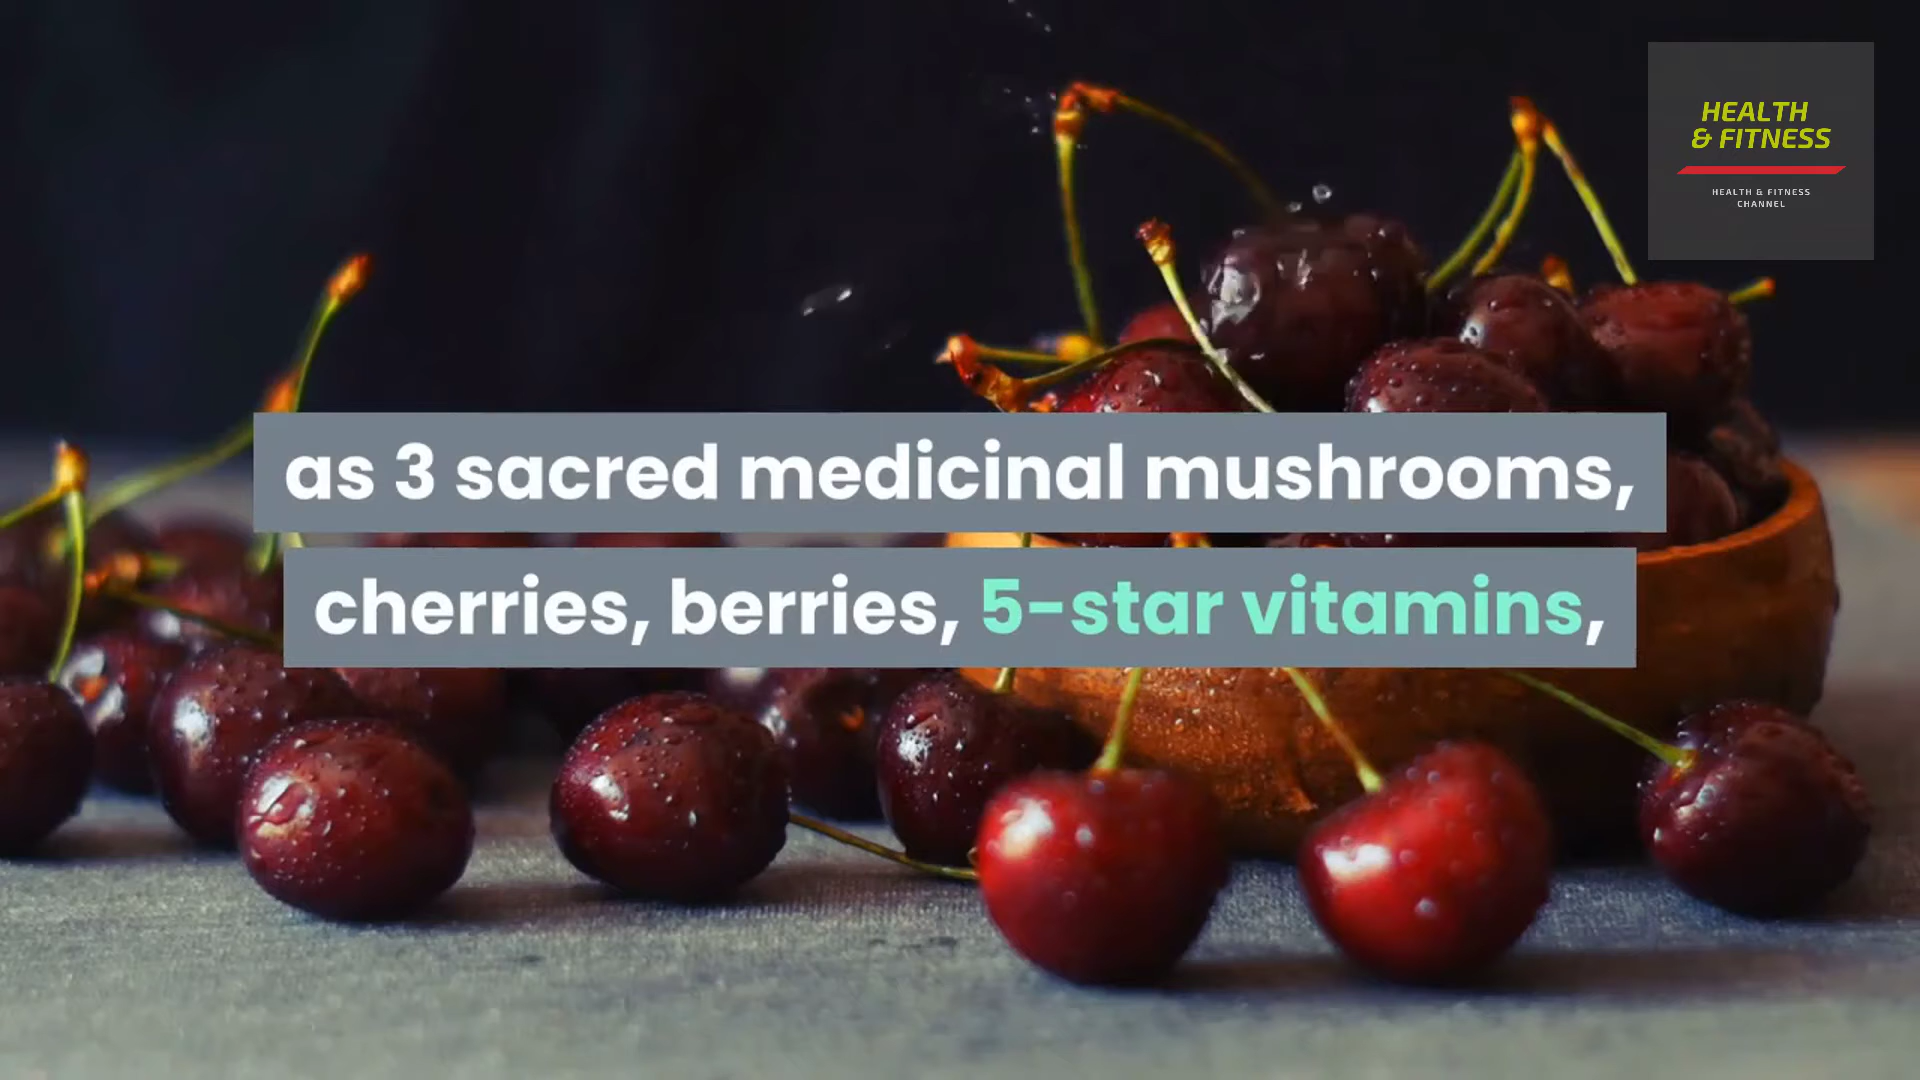 HEALTH
& FITNESS
HEALTH & FITNESS
CHANNEL
as 3 sacred medicinal mushrooms,
cherries, berries, 5-star vitamins,